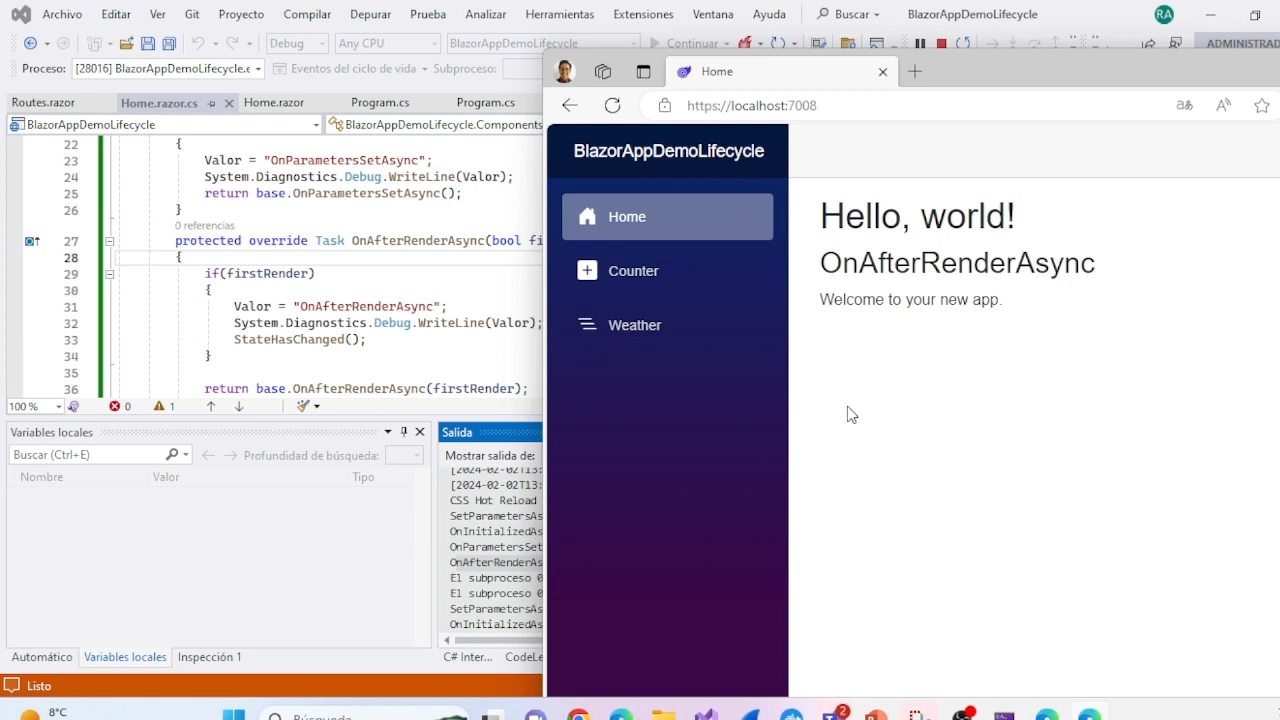 Archivo Editar Ver Git Proyecto Compilar Depurar Prueba Analizar Herramientas Extensiones Ventana Ayuda Buscar BlazorAppDemoLifecycle RA
Debug Any CPU BlazorAppDemoLifecycle Continuar ADMINISTRAD
Proceso: [28016] BlazorAppDemoLifecycle.e Eventos del ciclo de vida Subproceso:
Routes.razor Home.razor.cs Home.razor Program.cs Program.cs
BlazorAppDemoLifecycle BlazorAppDemoLifecycle.Components
22 {
23 Valor = "OnParametersSetAsync";
24 System.Diagnostics.Debug.WriteLine(Valor);
25 return base.OnParametersSetAsync();
26 }
0 referencias
27 protected override Task OnAfterRenderAsync(bool fi
28 {
29 if(firstRender)
30 {
31 Valor = "OnAfterRenderAsync";
32 System.Diagnostics.Debug.WriteLine(Valor);
33 StateHasChanged();
34 }
35
36 return base.OnAfterRenderAsync(firstRender);
100 % 0 1
Variables locales
Buscar (Ctrl+E) Profundidad de búsqueda:
Nombre Valor Tipo
Automático Variables locales Inspección 1
Salida
Mostrar salida de:
[2024-02-02T13:
[2024-02-02T13:
CSS Hot Reload
SetParametersAs
OnInitializedAs
OnParametersSet
OnAfterRenderAs
El subproceso 0
El subproceso 0
SetParametersAs
OnInitializedAs
C# Inter... CodeLe
Listo
Home
https://localhost:7008
BlazorAppDemoLifecycle
Home
Counter
Weather
Hello, world!
OnAfterRenderAsync
Welcome to your new app.
8°C
Búsqueda
2